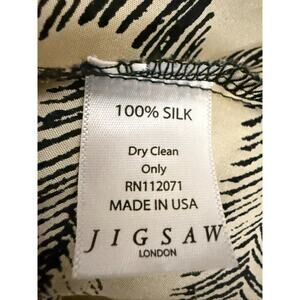 100% SILK
Dry Clean
Only
RN112071
MADE IN USA
JIGSAW
LONDON